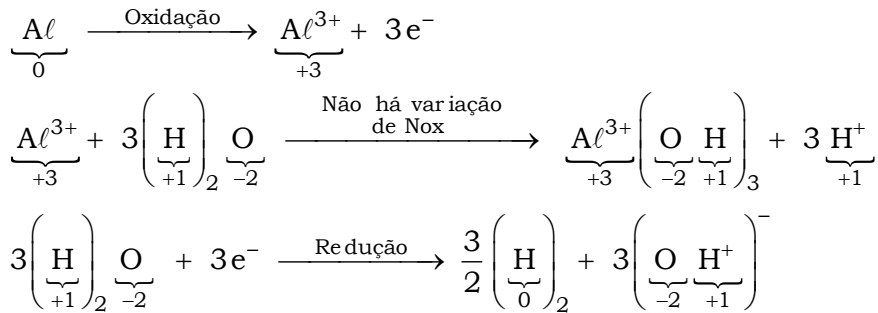 Aℓ (0) —Oxidação→ Aℓ³⁺ (+3) + 3e⁻
Aℓ³⁺ (+3) + 3(H (+1))₂ O (−2) —Não há variação de Nox→ Aℓ³⁺ (+3) (O (−2) H (+1))₃ + 3H⁺ (+1)
3(H (+1))₂ O (−2) + 3e⁻ —Redução→ 3/2 (H (0))₂ + 3(O (−2) H⁺ (+1))⁻